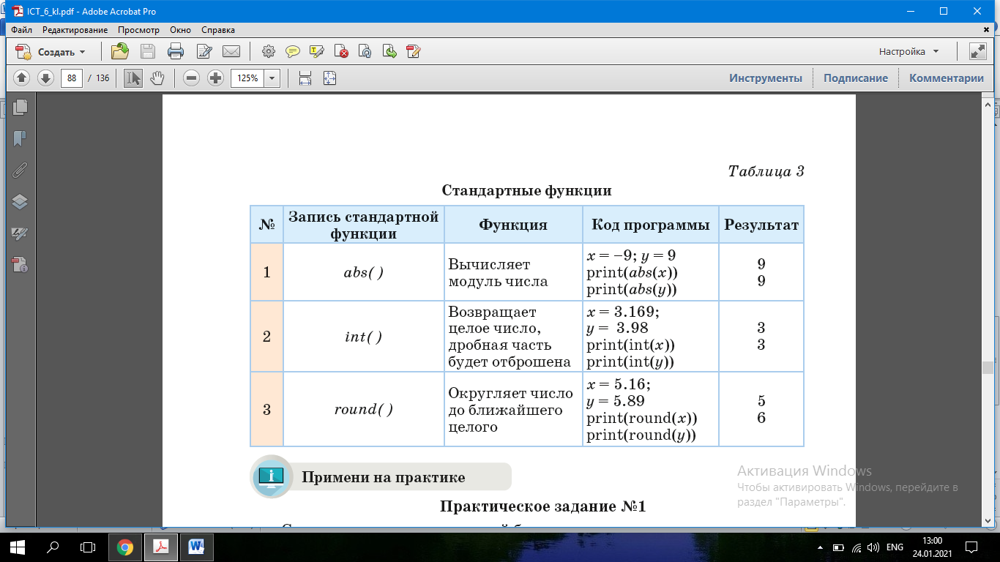 ICT_6_kl.pdf - Adobe Acrobat Pro
Файл Редактирование Просмотр Окно Справка
Создать Настройка
88 / 136 125% Инструменты Подписание Комментарии
Таблица 3
Стандартные функции
№ Запись стандартной функции Функция Код программы Результат
1 abs( ) Вычисляет модуль числа x = –9; y = 9 print(abs(x)) print(abs(y)) 9 9
2 int( ) Возвращает целое число, дробная часть будет отброшена x = 3.169; y = 3.98 print(int(x)) print(int(y)) 3 3
3 round( ) Округляет число до ближайшего целого x = 5.16; y = 5.89 print(round(x)) print(round(y)) 5 6
Примени на практике
Практическое задание №1
Активация Windows
Чтобы активировать Windows, перейдите в
раздел "Параметры".
ENG 13:00
24.01.2021